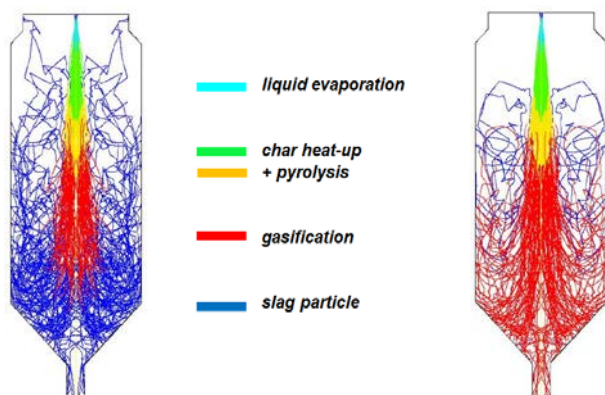 liquid evaporation
char heat-up
+ pyrolysis
gasification
slag particle